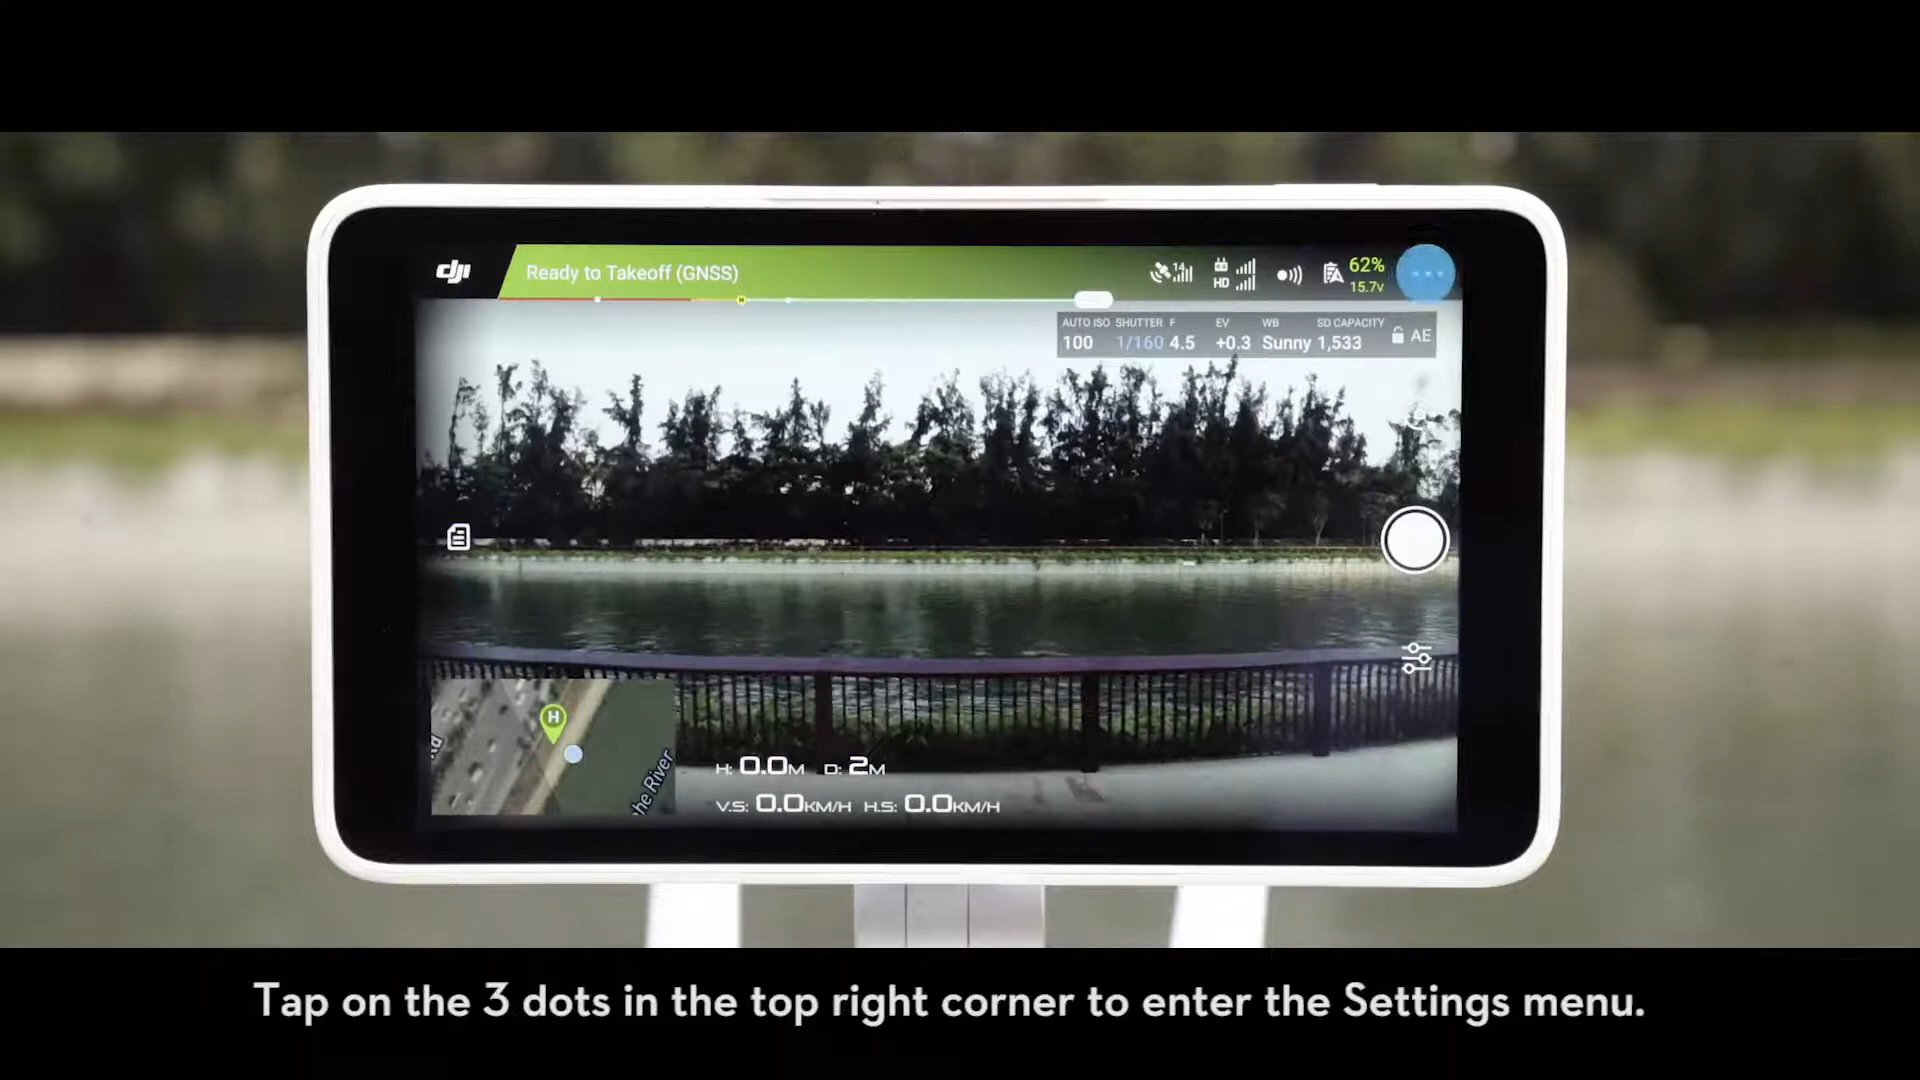 dji
Ready to Takeoff (GNSS)
14
HD
62%
15.7v
AUTO ISO SHUTTER F EV WB SD CAPACITY
100 1/160 4.5 +0.3 Sunny 1,533 AE
H
he River
H: 0.0M D: 2M
V.S: 0.0KM/H H.S: 0.0KM/H
Tap on the 3 dots in the top right corner to enter the Settings menu.